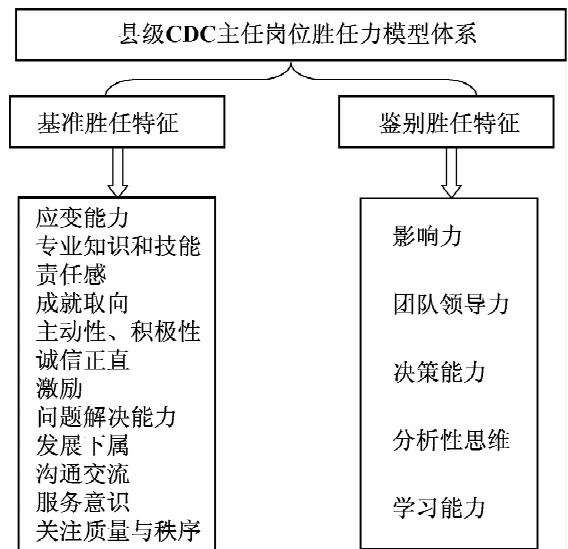 县级CDC主任岗位胜任力模型体系
基准胜任特征
鉴别胜任特征
应变能力
专业知识和技能
责任感
成就取向
主动性、积极性
诚信正直
激励
问题解决能力
发展下属
沟通交流
服务意识
关注质量与秩序
影响力
团队领导力
决策能力
分析性思维
学习能力